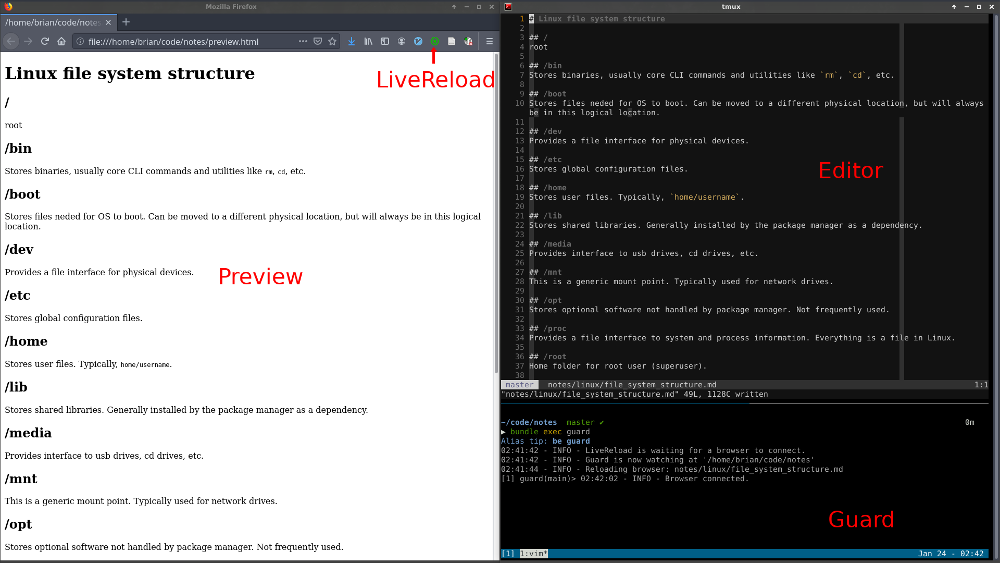 Mozilla Firefox
/home/brian/code/notes/previ
file:///home/brian/code/notes/preview.html
LiveReload
Linux file system structure
/
root
/bin
Stores binaries, usually core CLI commands and utilities like rm, cd, etc.
/boot
Stores files neded for OS to boot. Can be moved to a different physical location, but will always be in this logical
location.
/dev
Provides a file interface for physical devices.
Preview
/etc
Stores global configuration files.
/home
Stores user files. Typically, home/username.
/lib
Stores shared libraries. Generally installed by the package manager as a dependency.
/media
Provides interface to usb drives, cd drives, etc.
/mnt
This is a generic mount point. Typically used for network drives.
/opt
Stores optional software not handled by package manager. Not frequently used.
tmux
1 # Linux file system structure
2
3 ## /
4 root
5
6 ## /bin
7 Stores binaries, usually core CLI commands and utilities like `rm`, `cd`, etc.
8
9 ## /boot
10 Stores files neded for OS to boot. Can be moved to a different physical location, but will always
be in this logical location.
11
12 ## /dev
13 Provides a file interface for physical devices.
14
15 ## /etc
16 Stores global configuration files.
17
18 ## /home
19 Stores user files. Typically, `home/username`.
20
21 ## /lib
22 Stores shared libraries. Generally installed by the package manager as a dependency.
23
24 ## /media
25 Provides interface to usb drives, cd drives, etc.
26
27 ## /mnt
28 This is a generic mount point. Typically used for network drives.
29
30 ## /opt
31 Stores optional software not handled by package manager. Not frequently used.
32
33 ## /proc
34 Provides a file interface to system and process information. Everything is a file in Linux.
35
36 ## /root
37 Home folder for root user (superuser).
38
Editor
master notes/linux/file_system_structure.md 1:1
"notes/linux/file_system_structure.md" 49L, 1128C written
~/code/notes master ✔ 0m
▶ bundle exec guard
Alias tip: be guard
02:41:42 - INFO - LiveReload is waiting for a browser to connect.
02:41:42 - INFO - Guard is now watching at '/home/brian/code/notes'
02:41:44 - INFO - Reloading browser: notes/linux/file_system_structure.md
[1] guard(main)> 02:42:02 - INFO - Browser connected.
Guard
[1] 1:vim* Jan 24 - 02:42